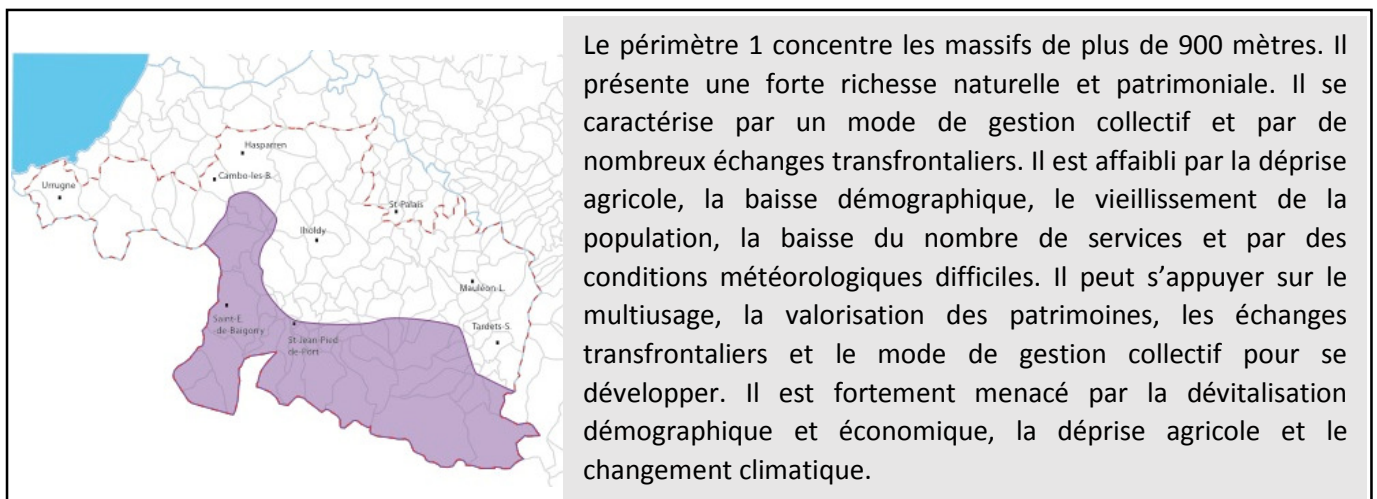 Hasparren
Cambo-les-B.
Urrugne
St-Palais
Iholdy
Mauléon-L.
Saint-E.
de-Baigorry
St-Jean-Pied
de-Port
Tardets-S.
Le périmètre 1 concentre les massifs de plus de 900 mètres. Il
présente une forte richesse naturelle et patrimoniale. Il se
caractérise par un mode de gestion collectif et par de
nombreux échanges transfrontaliers. Il est affaibli par la déprise
agricole, la baisse démographique, le vieillissement de la
population, la baisse du nombre de services et par des
conditions météorologiques difficiles. Il peut s’appuyer sur le
multiusage, la valorisation des patrimoines, les échanges
transfrontaliers et le mode de gestion collectif pour se
développer. Il est fortement menacé par la dévitalisation
démographique et économique, la déprise agricole et le
changement climatique.